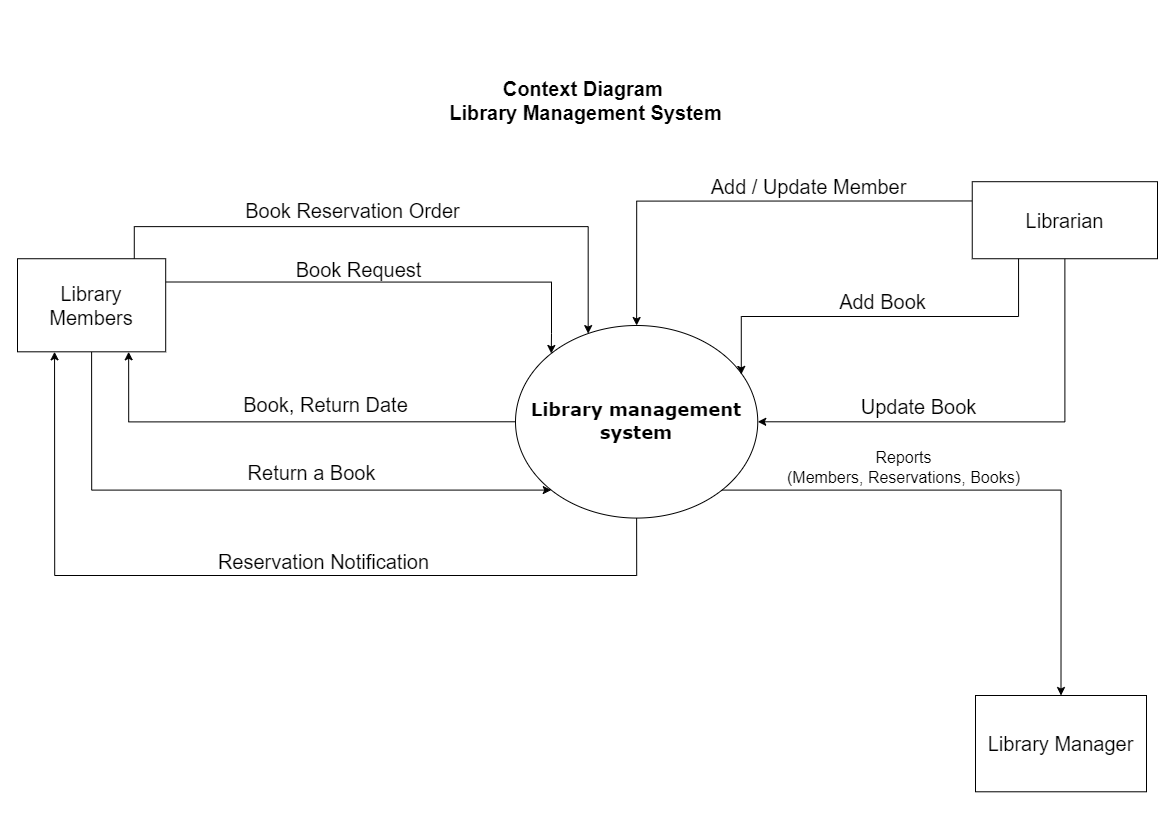 Context Diagram
Library Management System
Add / Update Member
Book Reservation Order
Librarian
Book Request
Library
Members
Add Book
Book, Return Date
Library management
system
Update Book
Reports
(Members, Reservations, Books)
Return a Book
Reservation Notification
Library Manager